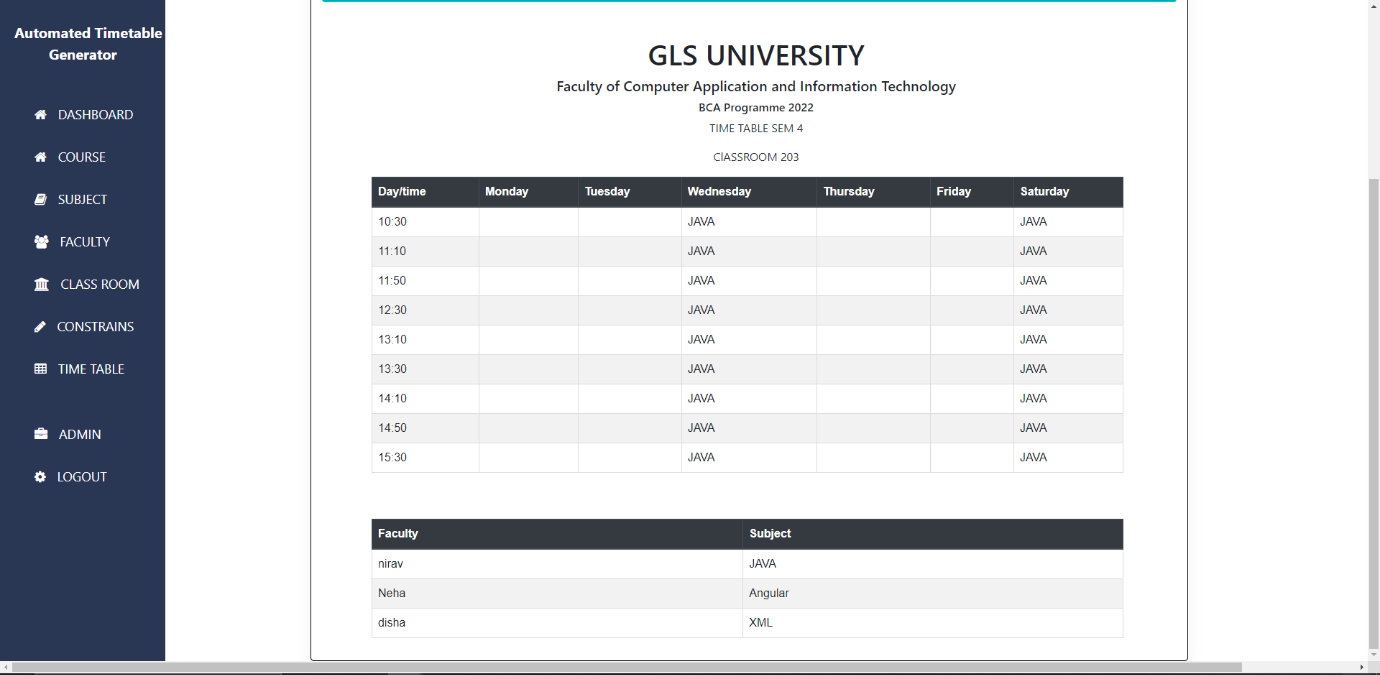 Automated Timetable
Generator
DASHBOARD
COURSE
SUBJECT
FACULTY
CLASS ROOM
CONSTRAINS
TIME TABLE
ADMIN
LOGOUT
GLS UNIVERSITY
Faculty of Computer Application and Information Technology
BCA Programme 2022
TIME TABLE SEM 4
ClASSROOM 203
Day/time Monday Tuesday Wednesday Thursday Friday Saturday
10:30 JAVA JAVA
11:10 JAVA JAVA
11:50 JAVA JAVA
12:30 JAVA JAVA
13:10 JAVA JAVA
13:30 JAVA JAVA
14:10 JAVA JAVA
14:50 JAVA JAVA
15:30 JAVA JAVA
Faculty Subject
nirav JAVA
Neha Angular
disha XML